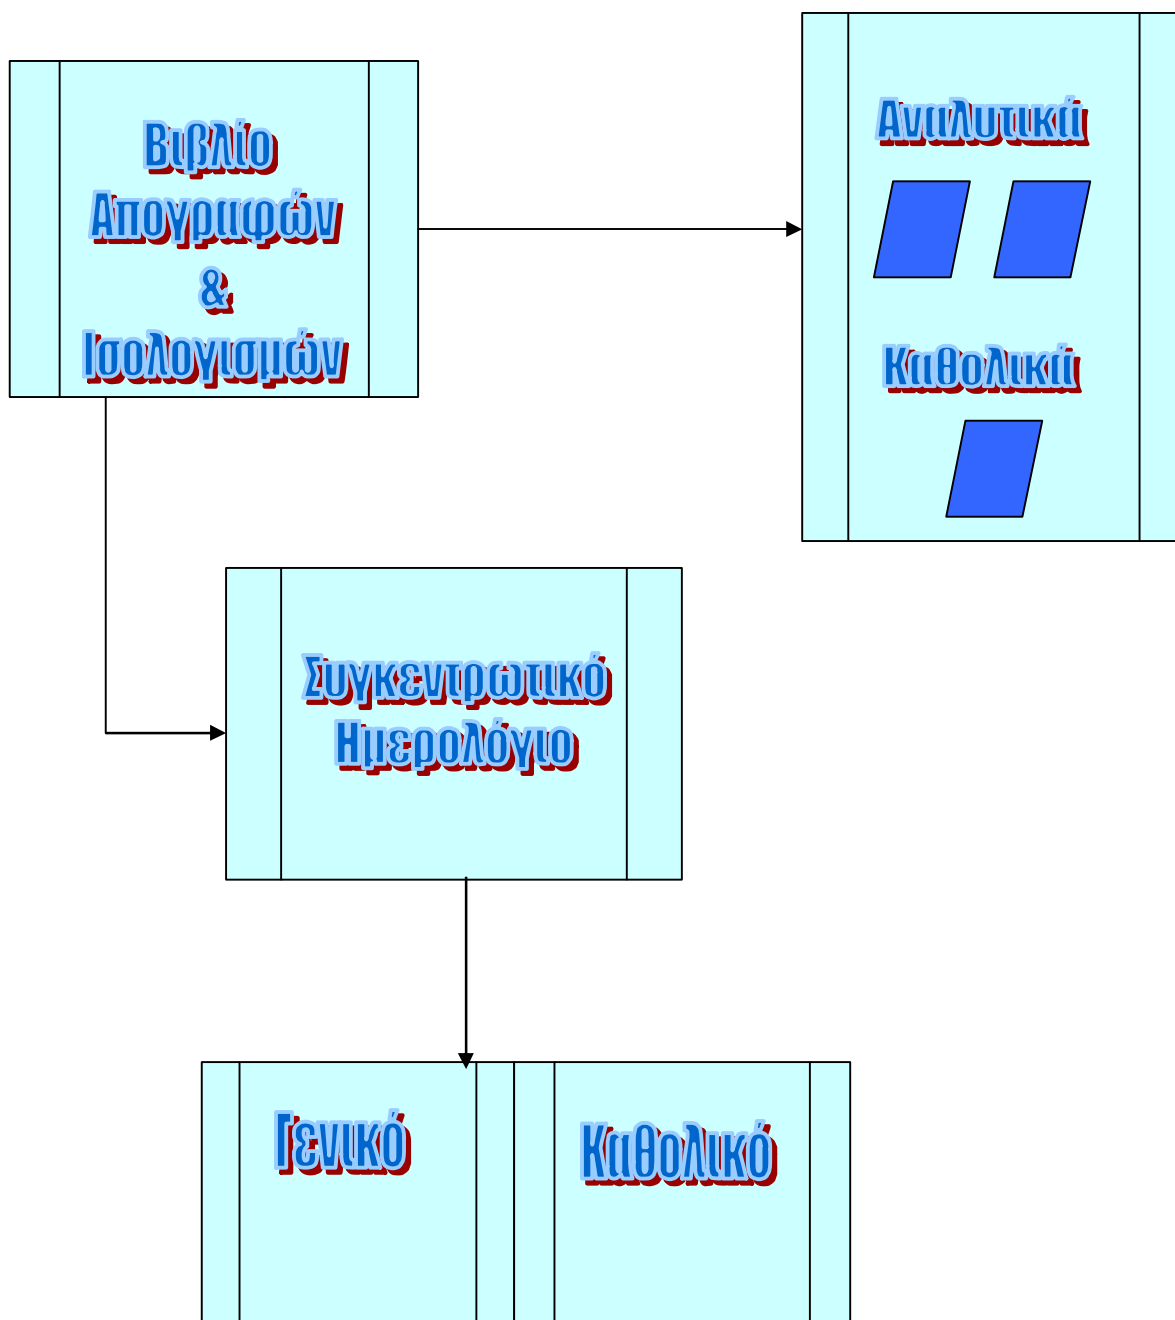 Βιβλίο
Απογραφών
&
Ισολογισμών
Αναλυτικά
Καθολικά
Συγκεντρωτικό
Ημερολόγιο
Γενικό
Καθολικό